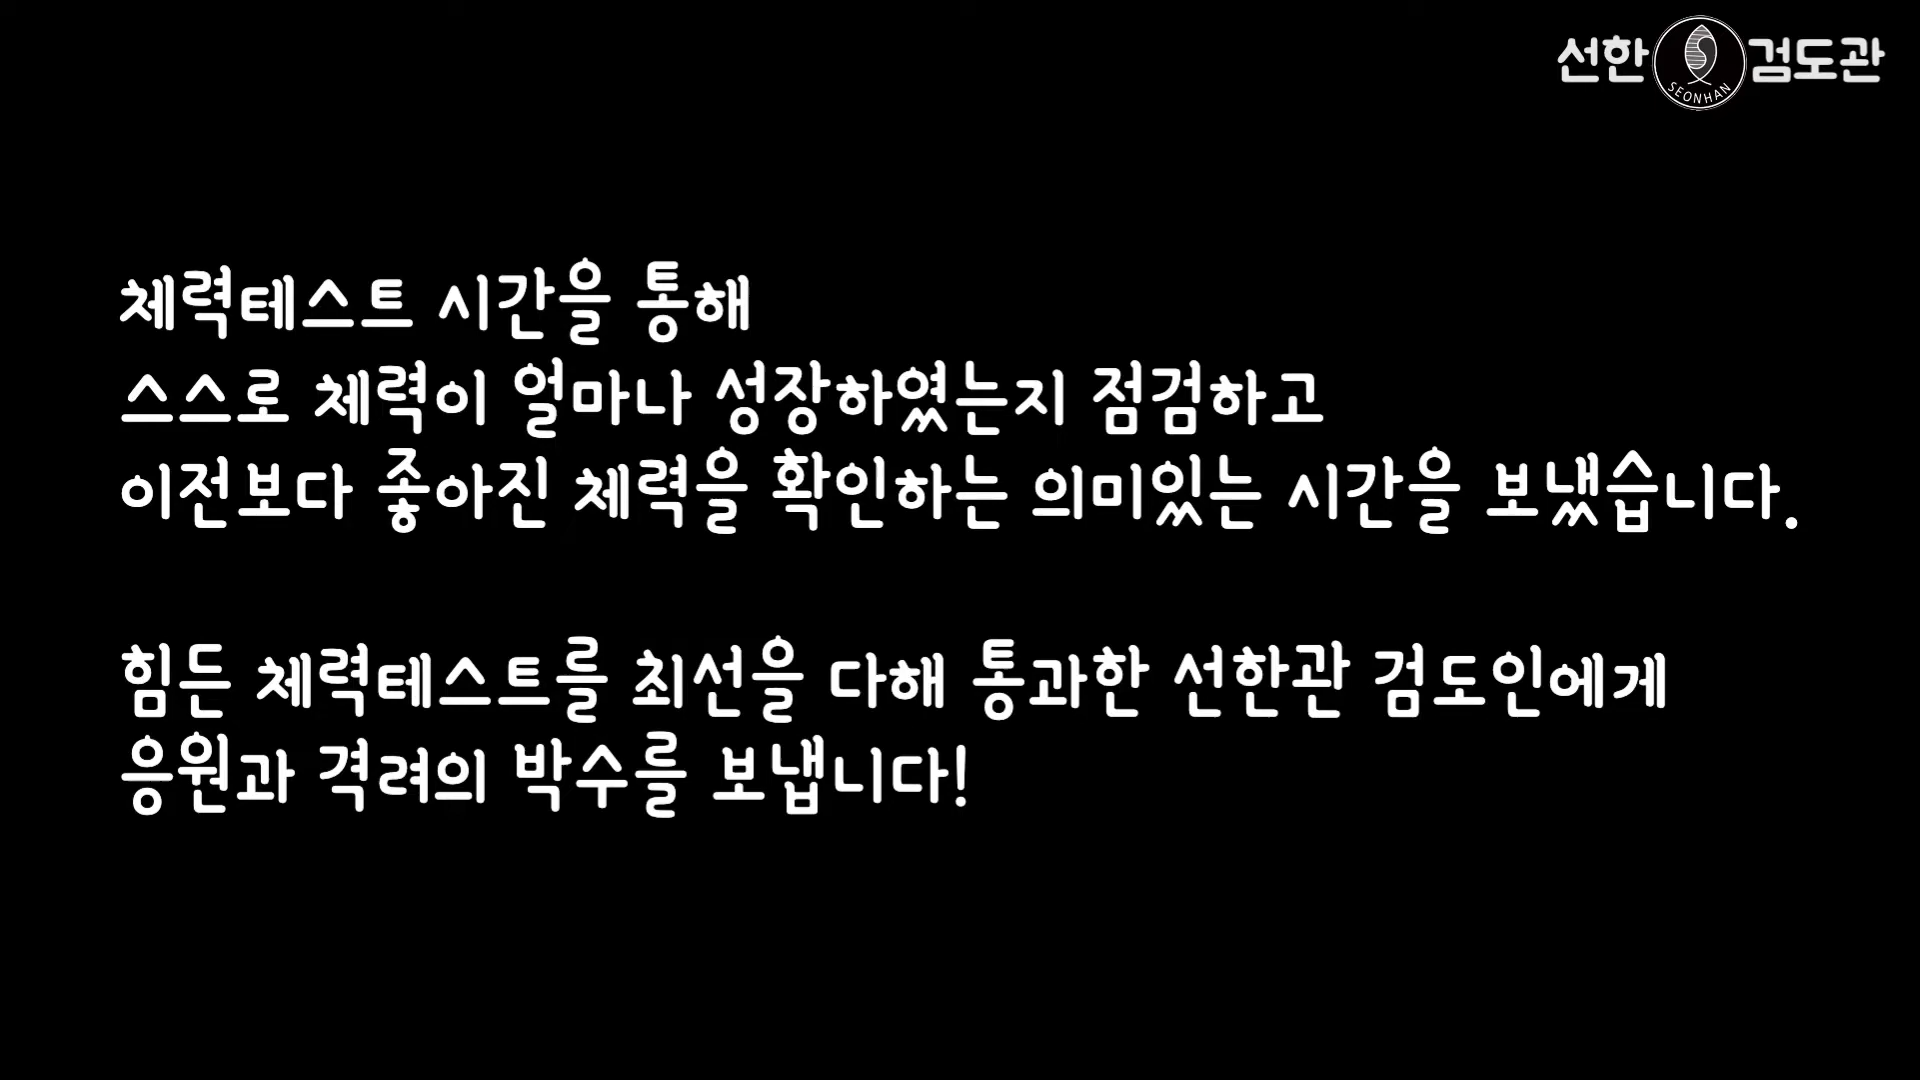 선한 SEONHAN 검도관
체력테스트 시간을 통해
스스로 체력이 얼마나 성장하였는지 점검하고
이전보다 좋아진 체력을 확인하는 의미있는 시간을 보냈습니다.
힘든 체력테스트를 최선을 다해 통과한 선한관 검도인에게
응원과 격려의 박수를 보냅니다!